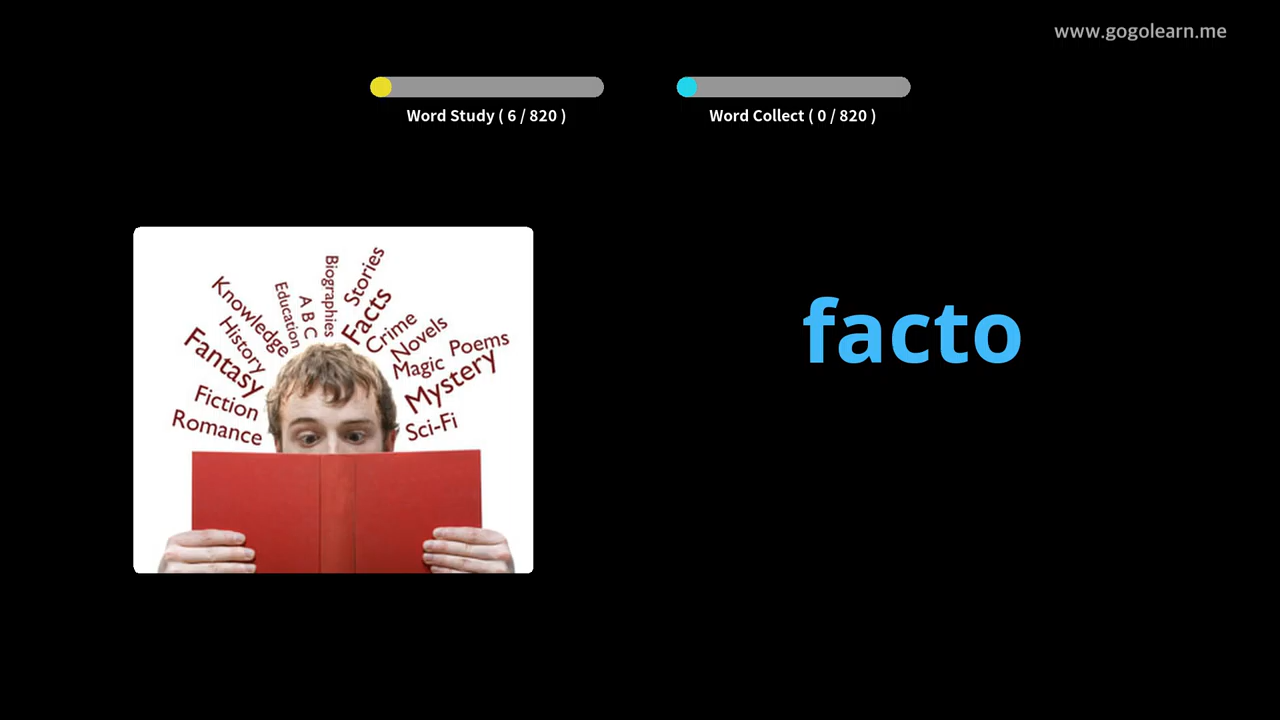 www.gogolearn.me
Word Study ( 6 / 820 )
Word Collect ( 0 / 820 )
Biographies
Stories
Facts
A B C
Education
Knowledge
History
Fantasy
Fiction
Romance
Crime
Novels
Poems
Magic
Mystery
Sci-Fi
facto